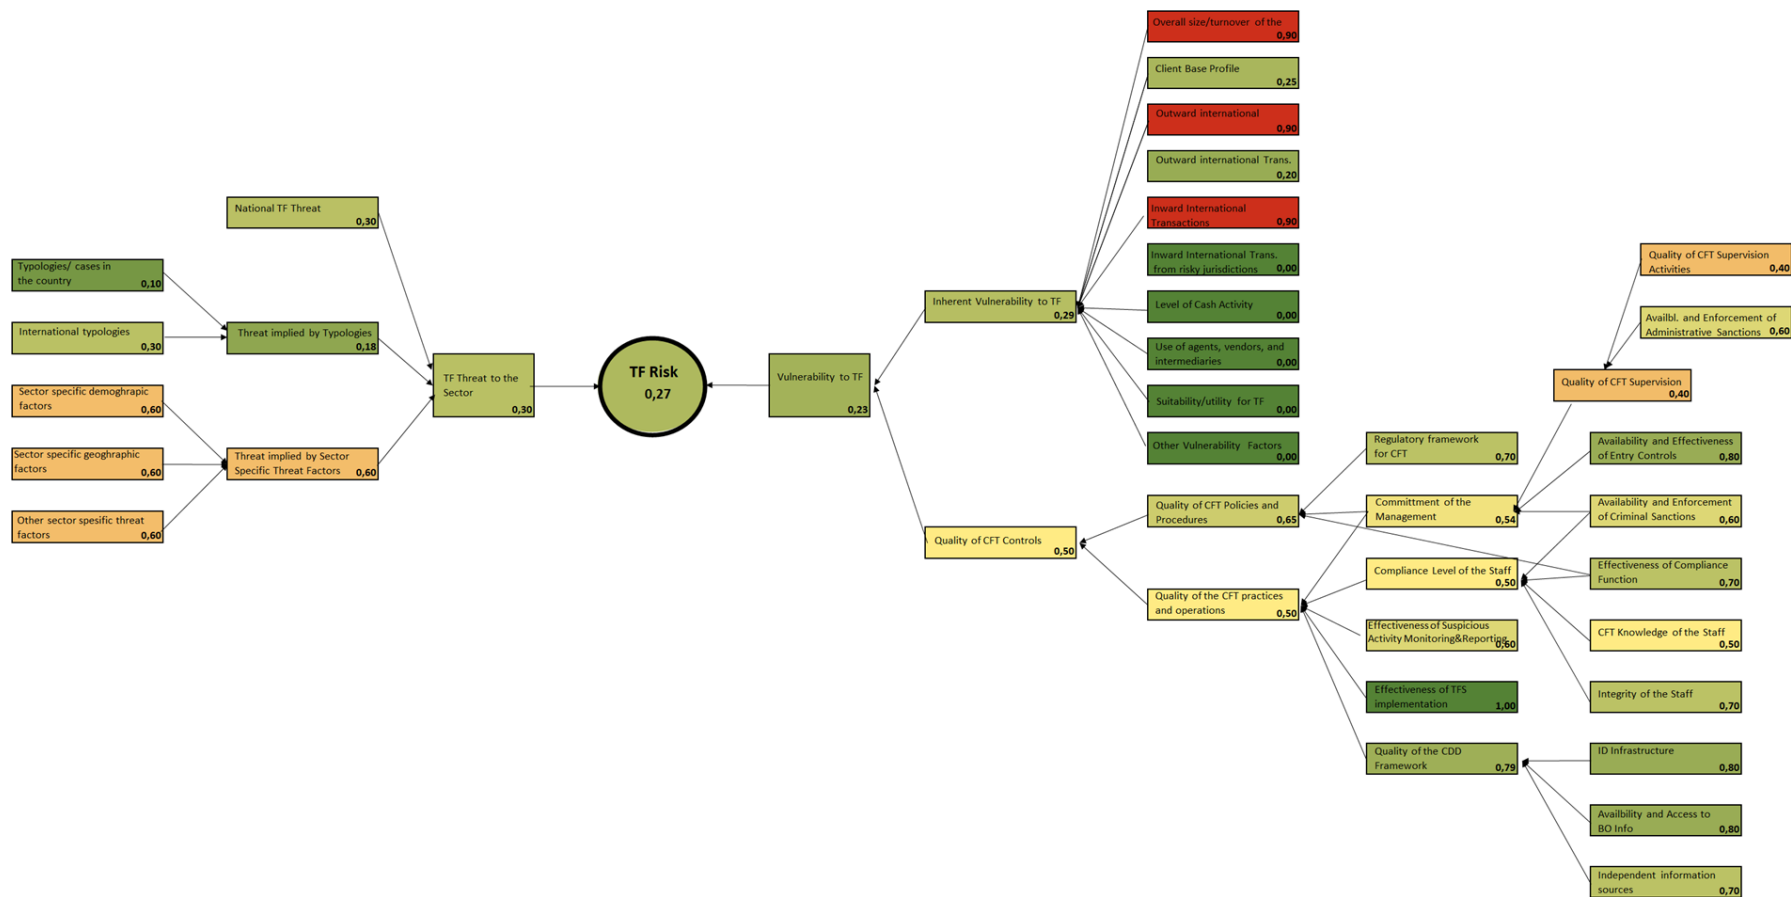 Overall size/turnover of the
0,90
Client Base Profile
0,25
Outward international
0,90
Outward international Trans.
0,20
Inward International
Transactions
0,90
Inward International Trans.
from risky jurisdictions
0,00
Level of Cash Activity
0,00
Use of agents, vendors, and
intermediaries
0,00
Suitability/utility for TF
0,00
Other Vulnerability Factors
0,00
National TF Threat
0,30
Typologies/ cases in
the country
0,10
International typologies
0,30
Threat implied by Typologies
0,18
Sector specific demoghrapic
factors
0,60
Sector specific geoghraphic
factors
0,60
Other sector spesific threat
factors
0,60
Threat implied by Sector
Specific Threat Factors
0,60
TF Threat to the
Sector
0,30
TF Risk
0,27
Vulnerability to TF
0,23
Inherent Vulnerability to TF
0,29
Quality of CFT Controls
0,50
Quality of CFT Policies and
Procedures
0,65
Quality of the CFT practices
and operations
0,50
Regulatory framework
for CFT
0,70
Committment of the
Management
0,54
Compliance Level of the Staff
0,50
Effectiveness of Suspicious
Activity Monitoring&Reporting
0,60
Effectiveness of TFS
implementation
1,00
Quality of the CDD
Framework
0,79
Quality of CFT Supervision
Activities
0,40
Availbl. and Enforcement of
Administrative Sanctions
0,60
Quality of CFT Supervision
0,40
Availability and Effectiveness
of Entry Controls
0,80
Availability and Enforcement
of Criminal Sanctions
0,60
Effectiveness of Compliance
Function
0,70
CFT Knowledge of the Staff
0,50
Integrity of the Staff
0,70
ID Infrastructure
0,80
Availbility and Access to
BO Info
0,80
Independent information
sources
0,70